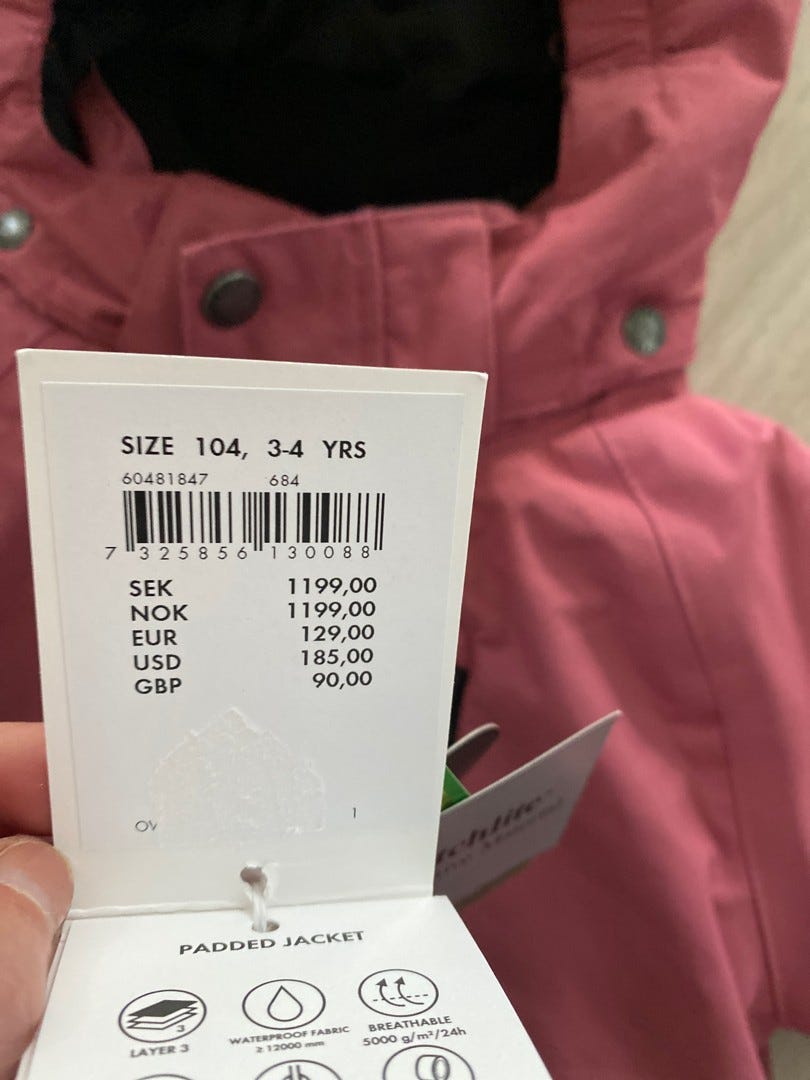 SIZE 104, 3-4 YRS
60481847 684
7 325856 130088
SEK 1199,00
NOK 1199,00
EUR 129,00
USD 185,00
GBP 90,00
1
PADDED JACKET
3
LAYER 3
WATERPROOF FABRIC
≥ 12000 mm
BREATHABLE
5000 g/m²/24h